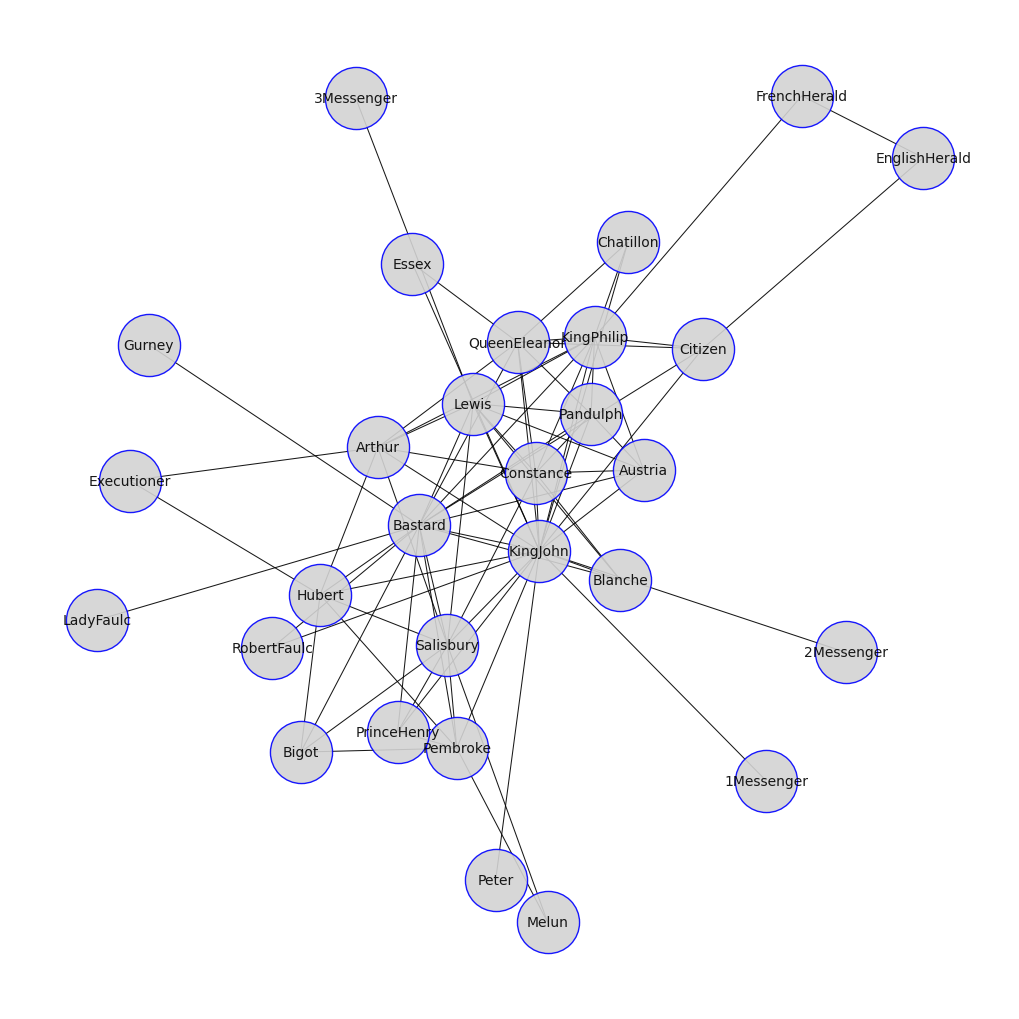 3Messenger
FrenchHerald
EnglishHerald
Chatillon
Essex
QueenEleanor
KingPhilip
Gurney
Citizen
Lewis
Pandulph
Arthur
Constance
Austria
Executioner
Bastard
KingJohn
Blanche
Hubert
LadyFaulc
RobertFaulc
Salisbury
2Messenger
PrinceHenry
Pembroke
Bigot
1Messenger
Peter
Melun